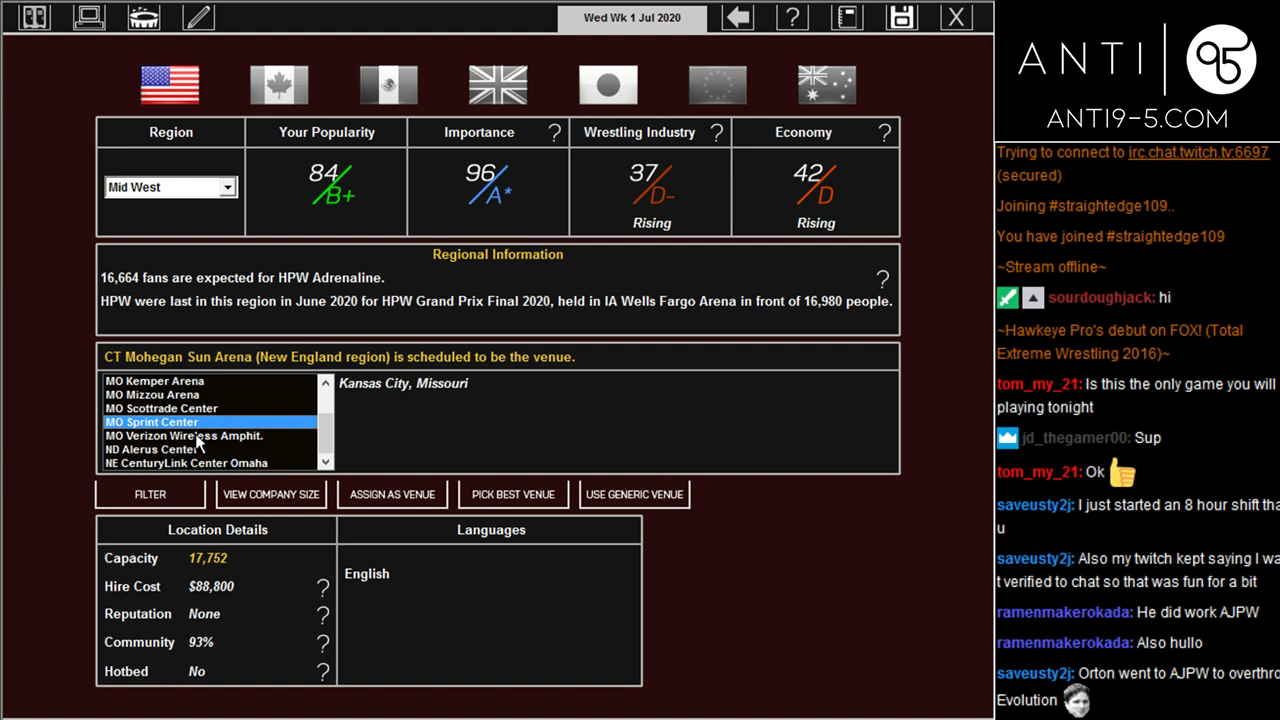 Wed Wk 1 Jul 2020
?
X
Region
Your Popularity
Importance ?
Wrestling Industry ?
Economy ?
Mid West
84/B+
96/A*
37/D-
Rising
42/D
Rising
Regional Information
16,664 fans are expected for HPW Adrenaline.
?
HPW were last in this region in June 2020 for HPW Grand Prix Final 2020, held in IA Wells Fargo Arena in front of 16,980 people.
CT Mohegan Sun Arena (New England region) is scheduled to be the venue.
MO Kemper Arena
MO Mizzou Arena
MO Scottrade Center
MO Sprint Center
MO Verizon Wireless Amphit.
ND Alerus Center
NE CenturyLink Center Omaha
Kansas City, Missouri
FILTER
VIEW COMPANY SIZE
ASSIGN AS VENUE
PICK BEST VENUE
USE GENERIC VENUE
Location Details
Capacity 17,752
Hire Cost $88,800 ?
Reputation None ?
Community 93% ?
Hotbed No ?
Languages
English
ANTI 95
ANTI9-5.COM
Trying to connect to irc.chat.twitch.tv:6697
(secured)
Joining #straightedge109..
You have joined #straightedge109
~Stream offline~
sourdoughjack: hi
~Hawkeye Pro's debut on FOX! (Total
Extreme Wrestling 2016)~
tom_my_21: Is this the only game you will
playing tonight
jd_thegamer00: Sup
tom_my_21: Ok
saveusty2j: I just started an 8 hour shift tha
u
saveusty2j: Also my twitch kept saying I wa
t verified to chat so that was fun for a bit
ramenmakerokada: He did work AJPW
ramenmakerokada: Also hullo
saveusty2j: Orton went to AJPW to overthro
Evolution